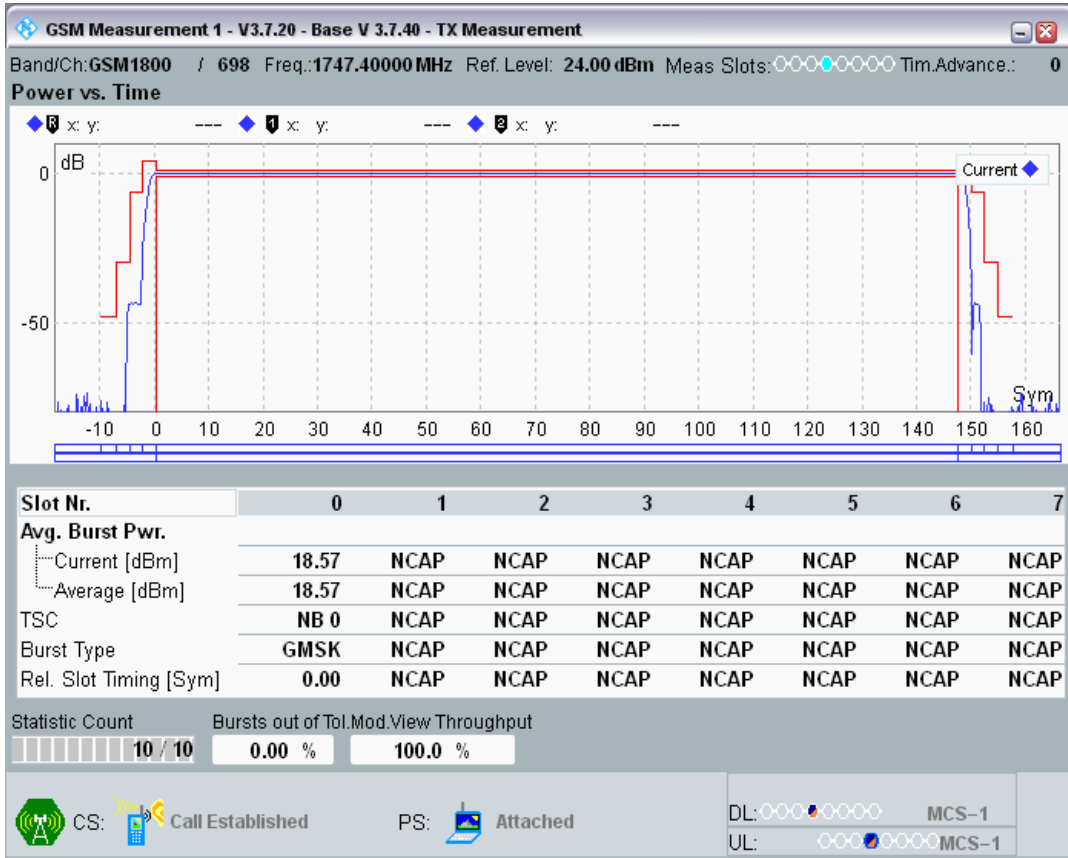 GSM Measurement 1 - V3.7.20 - Base V 3.7.40 - TX Measurement
Band/Ch:GSM1800 / 698 Freq.:1747.40000 MHz Ref. Level: 24.00 dBm Meas Slots: Tim.Advance.: 0
Power vs. Time
R x: y: --- 1 x: y: --- 2 x: y: ---
dB
0
Current
-50
Sym
-10 0 10 20 30 40 50 60 70 80 90 100 110 120 130 140 150 160
Slot Nr. 0 1 2 3 4 5 6 7
Avg. Burst Pwr.
Current [dBm] 18.57 NCAP NCAP NCAP NCAP NCAP NCAP NCAP
Average [dBm] 18.57 NCAP NCAP NCAP NCAP NCAP NCAP NCAP
TSC NB 0 NCAP NCAP NCAP NCAP NCAP NCAP NCAP
Burst Type GMSK NCAP NCAP NCAP NCAP NCAP NCAP NCAP
Rel. Slot Timing [Sym] 0.00 NCAP NCAP NCAP NCAP NCAP NCAP NCAP
Statistic Count Bursts out of Tol.Mod.View Throughput
10 / 10 0.00 % 100.0 %
CS: Call Established PS: Attached
DL: MCS-1
UL: MCS-1